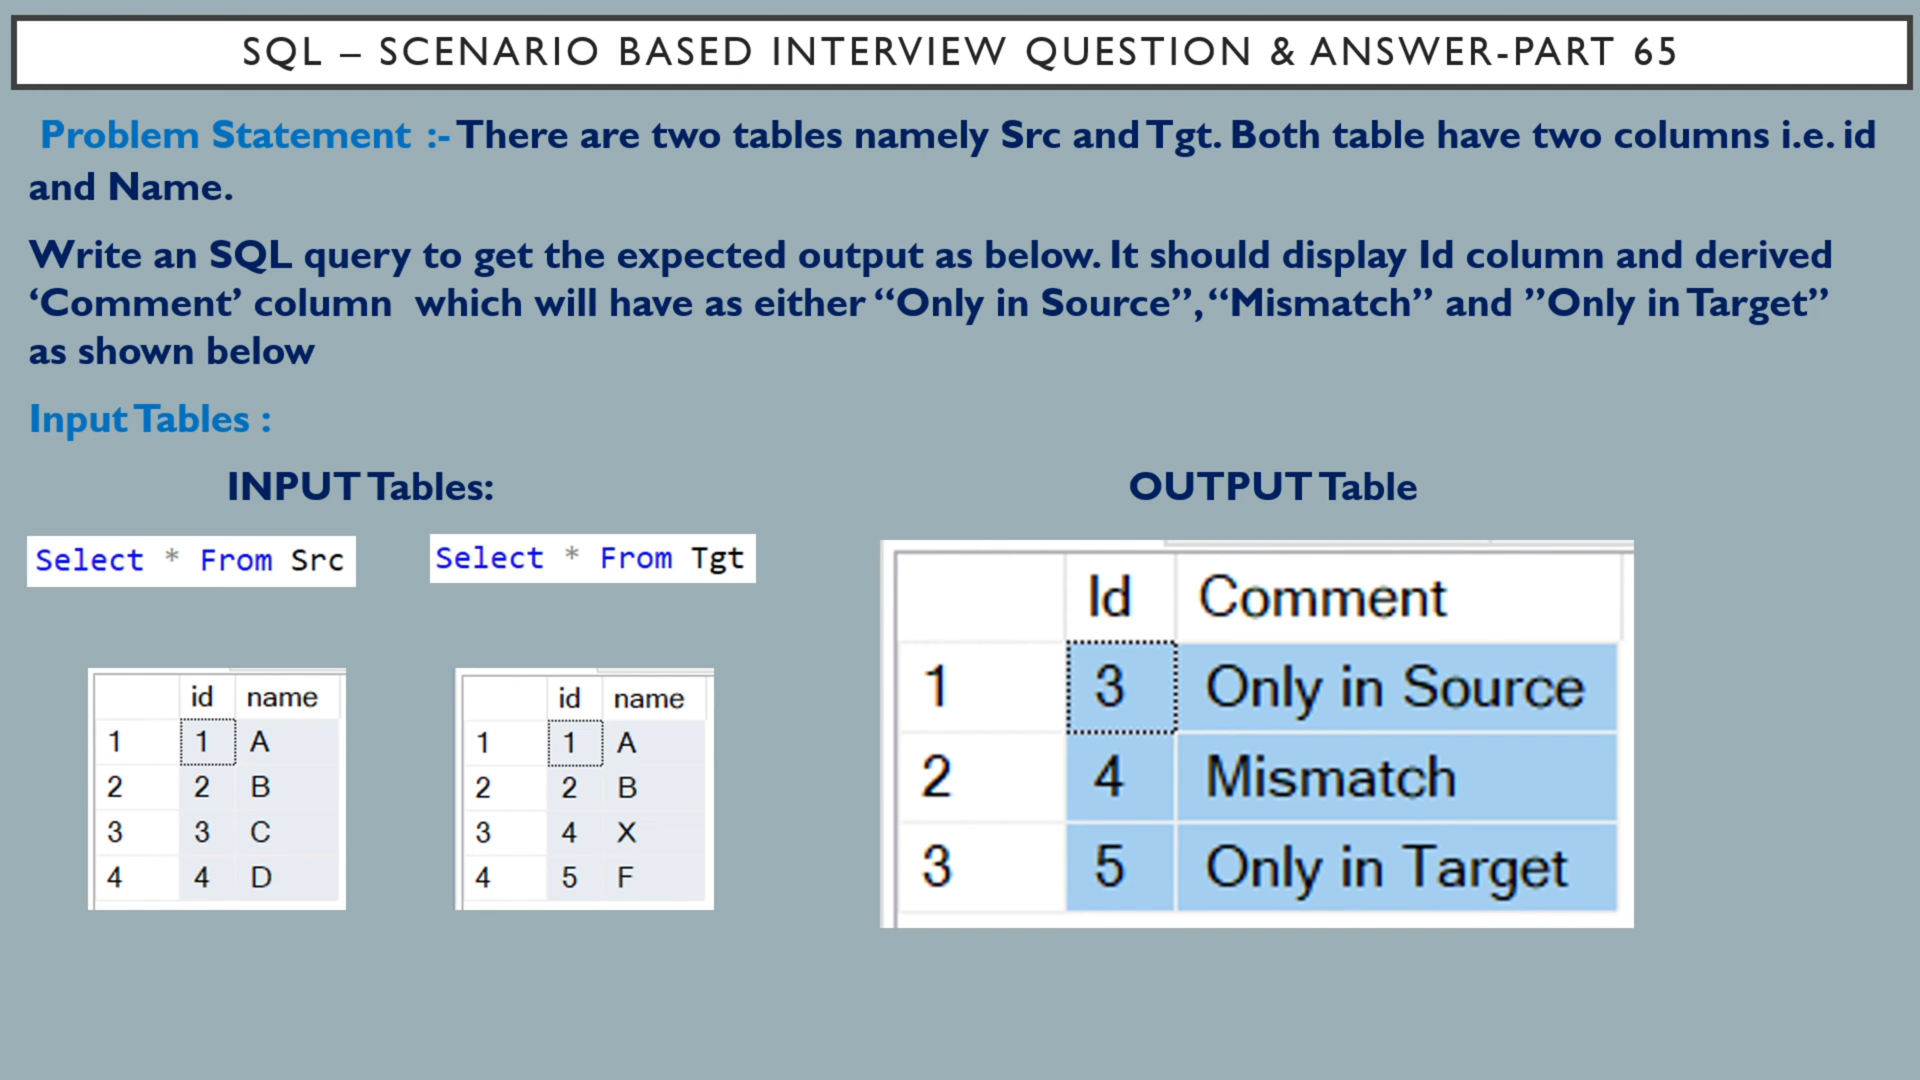 SQL – SCENARIO BASED INTERVIEW QUESTION & ANSWER-PART 65
Problem Statement :- There are two tables namely Src and Tgt. Both table have two columns i.e. id
and Name.
Write an SQL query to get the expected output as below. It should display Id column and derived
‘Comment’ column which will have as either “Only in Source”, “Mismatch” and ”Only in Target”
as shown below
Input Tables :
INPUT Tables:
OUTPUT Table
Select * From Src
Select * From Tgt
id name
1 1 A
2 2 B
3 3 C
4 4 D
id name
1 1 A
2 2 B
3 4 X
4 5 F
Id Comment
1 3 Only in Source
2 4 Mismatch
3 5 Only in Target